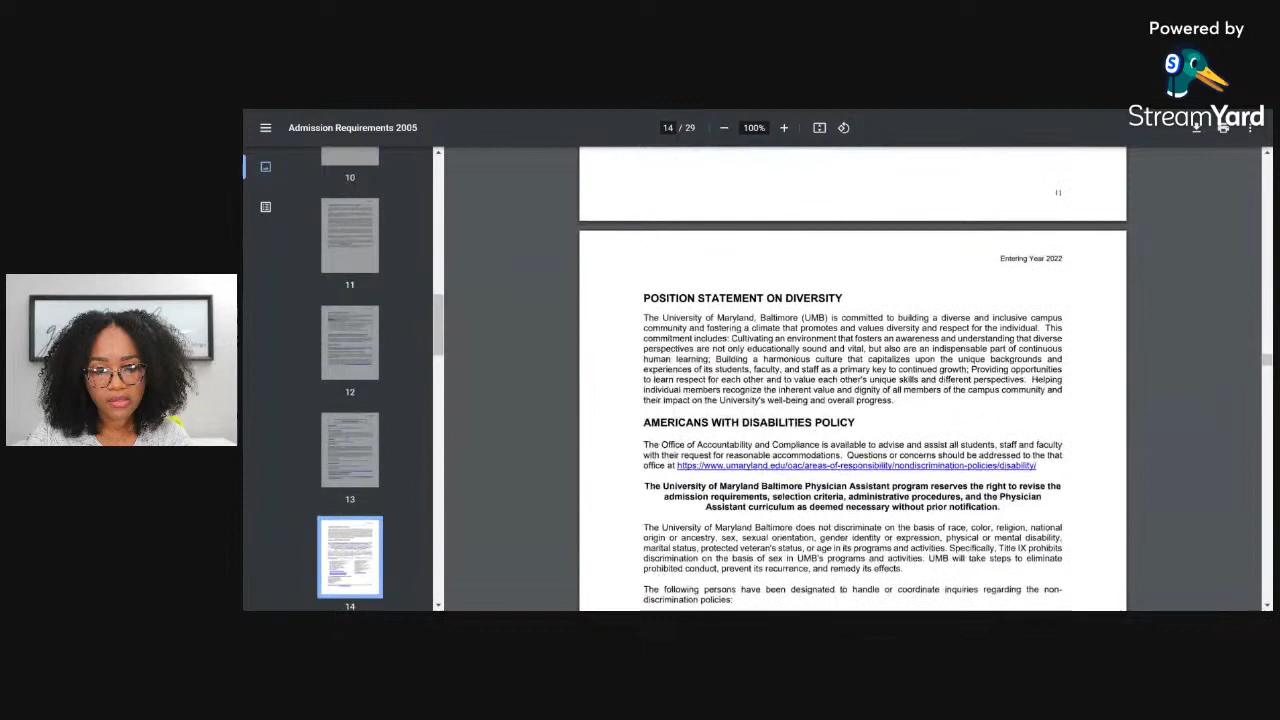 Powered by
StreamYard
Admission Requirements 2005
14 / 29
100%
10
11
12
13
14
11
Entering Year 2022
POSITION STATEMENT ON DIVERSITY
The University of Maryland, Baltimore (UMB) is committed to building a diverse and inclusive campus
community and fostering a climate that promotes and values diversity and respect for the individual. This
commitment includes: Cultivating an environment that fosters an awareness and understanding that diverse
perspectives are not only educationally sound and vital, but also are an indispensable part of continuous
human learning; Building a harmonious culture that capitalizes upon the unique backgrounds and
experiences of its students, faculty, and staff as a primary key to continued growth; Providing opportunities
to learn respect for each other and to value each other's unique skills and different perspectives. Helping
individual members recognize the inherent value and dignity of all members of the campus community and
their impact on the University's well-being and overall progress.
AMERICANS WITH DISABILITIES POLICY
The Office of Accountability and Compliance is available to advise and assist all students, staff and faculty
with their request for reasonable accommodations. Questions or concerns should be addressed to the that
office at https://www.umaryland.edu/oac/areas-of-responsibility/nondiscrimination-policies/disability/
The University of Maryland Baltimore Physician Assistant program reserves the right to revise the
admission requirements, selection criteria, administrative procedures, and the Physician
Assistant curriculum as deemed necessary without prior notification.
The University of Maryland Baltimore does not discriminate on the basis of race, color, religion, national
origin or ancestry, sex, sexual orientation, gender identity or expression, physical or mental disability,
marital status, protected veteran's status, or age in its programs and activities. Specifically, Title IX prohibits
discrimination on the basis of sex in UMB's programs and activities. UMB will take steps to eliminate
prohibited conduct, prevent its recurrence, and remedy its effects.
The following persons have been designated to handle or coordinate inquiries regarding the non-
discrimination policies: